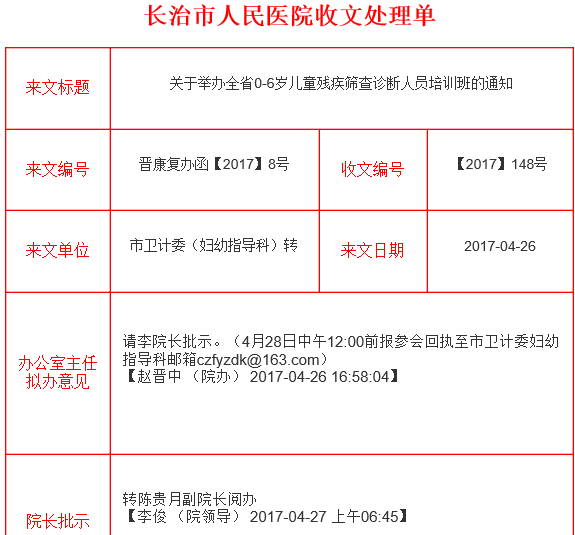 长治市人民医院收文处理单
来文标题
关于举办全省0-6岁儿童残疾筛查诊断人员培训班的通知
来文编号
晋康复办函【2017】8号
收文编号
【2017】148号
来文单位
市卫计委（妇幼指导科）转
来文日期
2017-04-26
办公室主任
拟办意见
请李院长批示。（4月28日中午12:00前报参会回执至市卫计委妇幼
指导科邮箱czfyzdk@163.com）
【赵晋中 （院办） 2017-04-26 16:58:04】
院长批示
转陈贵月副院长阅办
【李俊 （院领导） 2017-04-27 上午06:45】